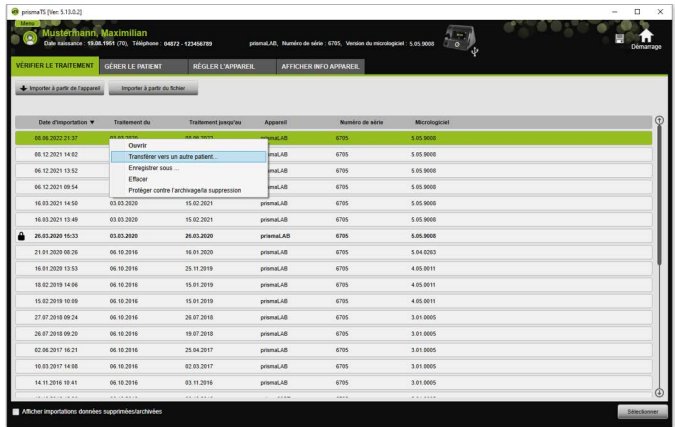 prismaTS [Ver: 5.13.0.2]
Menu
Mustermann, Maximilian
Date naissance : 19.08.1951 (70), Téléphone : 04872 - 123456789
prismaLAB, Numéro de série : 6705, Version du micrologiciel : 5.05.9008
Démarrage
VÉRIFIER LE TRAITEMENT GÉRER LE PATIENT RÉGLER L'APPAREIL AFFICHER INFO APPAREIL
Importer à partir de l'appareil Importer à partir du fichier
Date d'importation ▼ Traitement du Traitement jusqu'au Appareil Numéro de série Micrologiciel
08.06.2022 21:37 03.03.2020 08.06.2022 prismaLAB 6705 5.05.9008
Ouvrir
08.12.2021 14:02 prismaLAB 6705 5.05.9008
Transférer vers un autre patient...
06.12.2021 13:52 prismaLAB 6705 5.05.9008
Enregistrer sous ...
Effacer
06.12.2021 09:54 prismaLAB 6705 5.05.9008
Protéger contre l'archivage/la suppression
16.03.2021 14:50 03.03.2020 15.02.2021 prismaLAB 6705 5.05.9008
16.03.2021 13:49 03.03.2020 15.02.2021 prismaLAB 6705 5.05.9008
26.03.2020 15:33 03.03.2020 26.03.2020 prismaLAB 6705 5.05.9008
21.01.2020 08:26 06.10.2016 16.01.2020 prismaLAB 6705 5.04.0263
16.01.2020 13:53 06.10.2016 25.11.2019 prismaLAB 6705 4.05.0011
18.02.2019 14:06 06.10.2016 15.01.2019 prismaLAB 6705 4.05.0011
15.02.2019 10:09 06.10.2016 15.01.2019 prismaLAB 6705 4.05.0011
27.07.2018 09:24 06.10.2016 26.07.2018 prismaLAB 6705 3.01.0005
26.07.2018 09:20 06.10.2016 19.07.2018 prismaLAB 6705 3.01.0005
02.06.2017 16:21 06.10.2016 25.04.2017 prismaLAB 6705 3.01.0005
10.03.2017 14:08 06.10.2016 02.03.2017 prismaLAB 6705 3.01.0005
14.11.2016 10:41 06.10.2016 03.11.2016 prismaLAB 6705 3.01.0005
Afficher importations données supprimées/archivées
Sélectionner